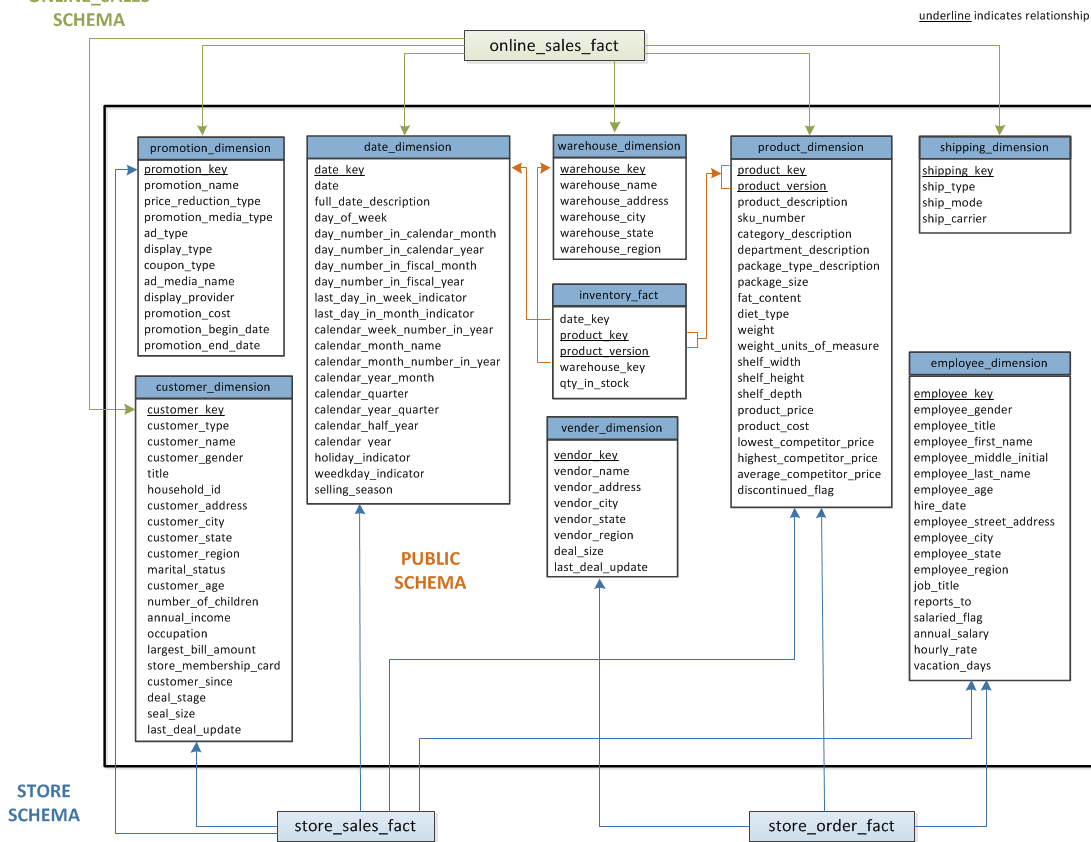 ONLINE_SALES
SCHEMA
underline indicates relationship
online_sales_fact
promotion_dimension
promotion_key
promotion_name
price_reduction_type
promotion_media_type
ad_type
display_type
coupon_type
ad_media_name
display_provider
promotion_cost
promotion_begin_date
promotion_end_date
date_dimension
date_key
date
full_date_description
day_of_week
day_number_in_calendar_month
day_number_in_calendar_year
day_number_in_fiscal_month
day_number_in_fiscal_year
last_day_in_week_indicator
last_day_in_month_indicator
calendar_week_number_in_year
calendar_month_name
calendar_month_number_in_year
calendar_year_month
calendar_quarter
calendar_year_quarter
calendar_half_year
calendar_year
holiday_indicator
weedkday_indicator
selling_season
warehouse_dimension
warehouse_key
warehouse_name
warehouse_address
warehouse_city
warehouse_state
warehouse_region
product_dimension
product_key
product_version
product_description
sku_number
category_description
department_description
package_type_description
package_size
fat_content
diet_type
weight
weight_units_of_measure
shelf_width
shelf_height
shelf_depth
product_price
product_cost
lowest_competitor_price
highest_competitor_price
average_competitor_price
discontinued_flag
shipping_dimension
shipping_key
ship_type
ship_mode
ship_carrier
inventory_fact
date_key
product_key
product_version
warehouse_key
qty_in_stock
customer_dimension
customer_key
customer_type
customer_name
customer_gender
title
household_id
customer_address
customer_city
customer_state
customer_region
marital_status
customer_age
number_of_children
annual_income
occupation
largest_bill_amount
store_membership_card
customer_since
deal_stage
seal_size
last_deal_update
vender_dimension
vendor_key
vendor_name
vendor_address
vendor_city
vendor_state
vendor_region
deal_size
last_deal_update
employee_dimension
employee_key
employee_gender
employee_title
employee_first_name
employee_middle_initial
employee_last_name
employee_age
hire_date
employee_street_address
employee_city
employee_state
employee_region
job_title
reports_to
salaried_flag
annual_salary
hourly_rate
vacation_days
PUBLIC
SCHEMA
STORE
SCHEMA
store_sales_fact
store_order_fact